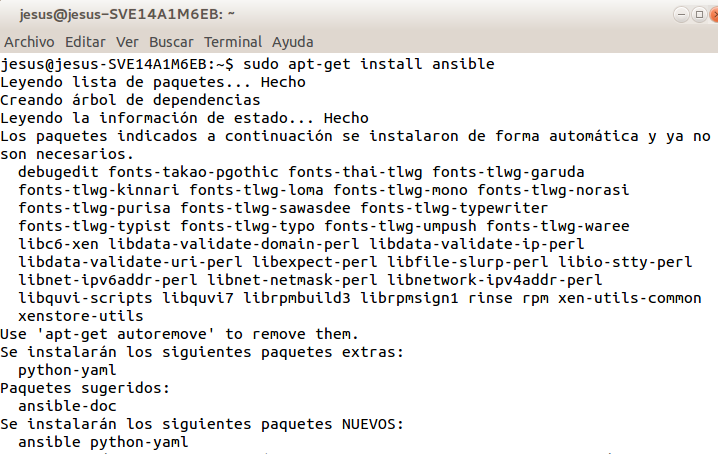 jesus@jesus-SVE14A1M6EB: ~
Archivo Editar Ver Buscar Terminal Ayuda
jesus@jesus-SVE14A1M6EB:~$ sudo apt-get install ansible
Leyendo lista de paquetes... Hecho
Creando árbol de dependencias
Leyendo la información de estado... Hecho
Los paquetes indicados a continuación se instalaron de forma automática y ya no
son necesarios.
debugedit fonts-takao-pgothic fonts-thai-tlwg fonts-tlwg-garuda
fonts-tlwg-kinnari fonts-tlwg-loma fonts-tlwg-mono fonts-tlwg-norasi
fonts-tlwg-purisa fonts-tlwg-sawasdee fonts-tlwg-typewriter
fonts-tlwg-typist fonts-tlwg-typo fonts-tlwg-umpush fonts-tlwg-waree
libc6-xen libdata-validate-domain-perl libdata-validate-ip-perl
libdata-validate-uri-perl libexpect-perl libfile-slurp-perl libio-stty-perl
libnet-ipv6addr-perl libnet-netmask-perl libnetwork-ipv4addr-perl
libquvi-scripts libquvi7 librpmbuild3 librpmsign1 rinse rpm xen-utils-common
xenstore-utils
Use 'apt-get autoremove' to remove them.
Se instalarán los siguientes paquetes extras:
python-yaml
Paquetes sugeridos:
ansible-doc
Se instalarán los siguientes paquetes NUEVOS:
ansible python-yaml